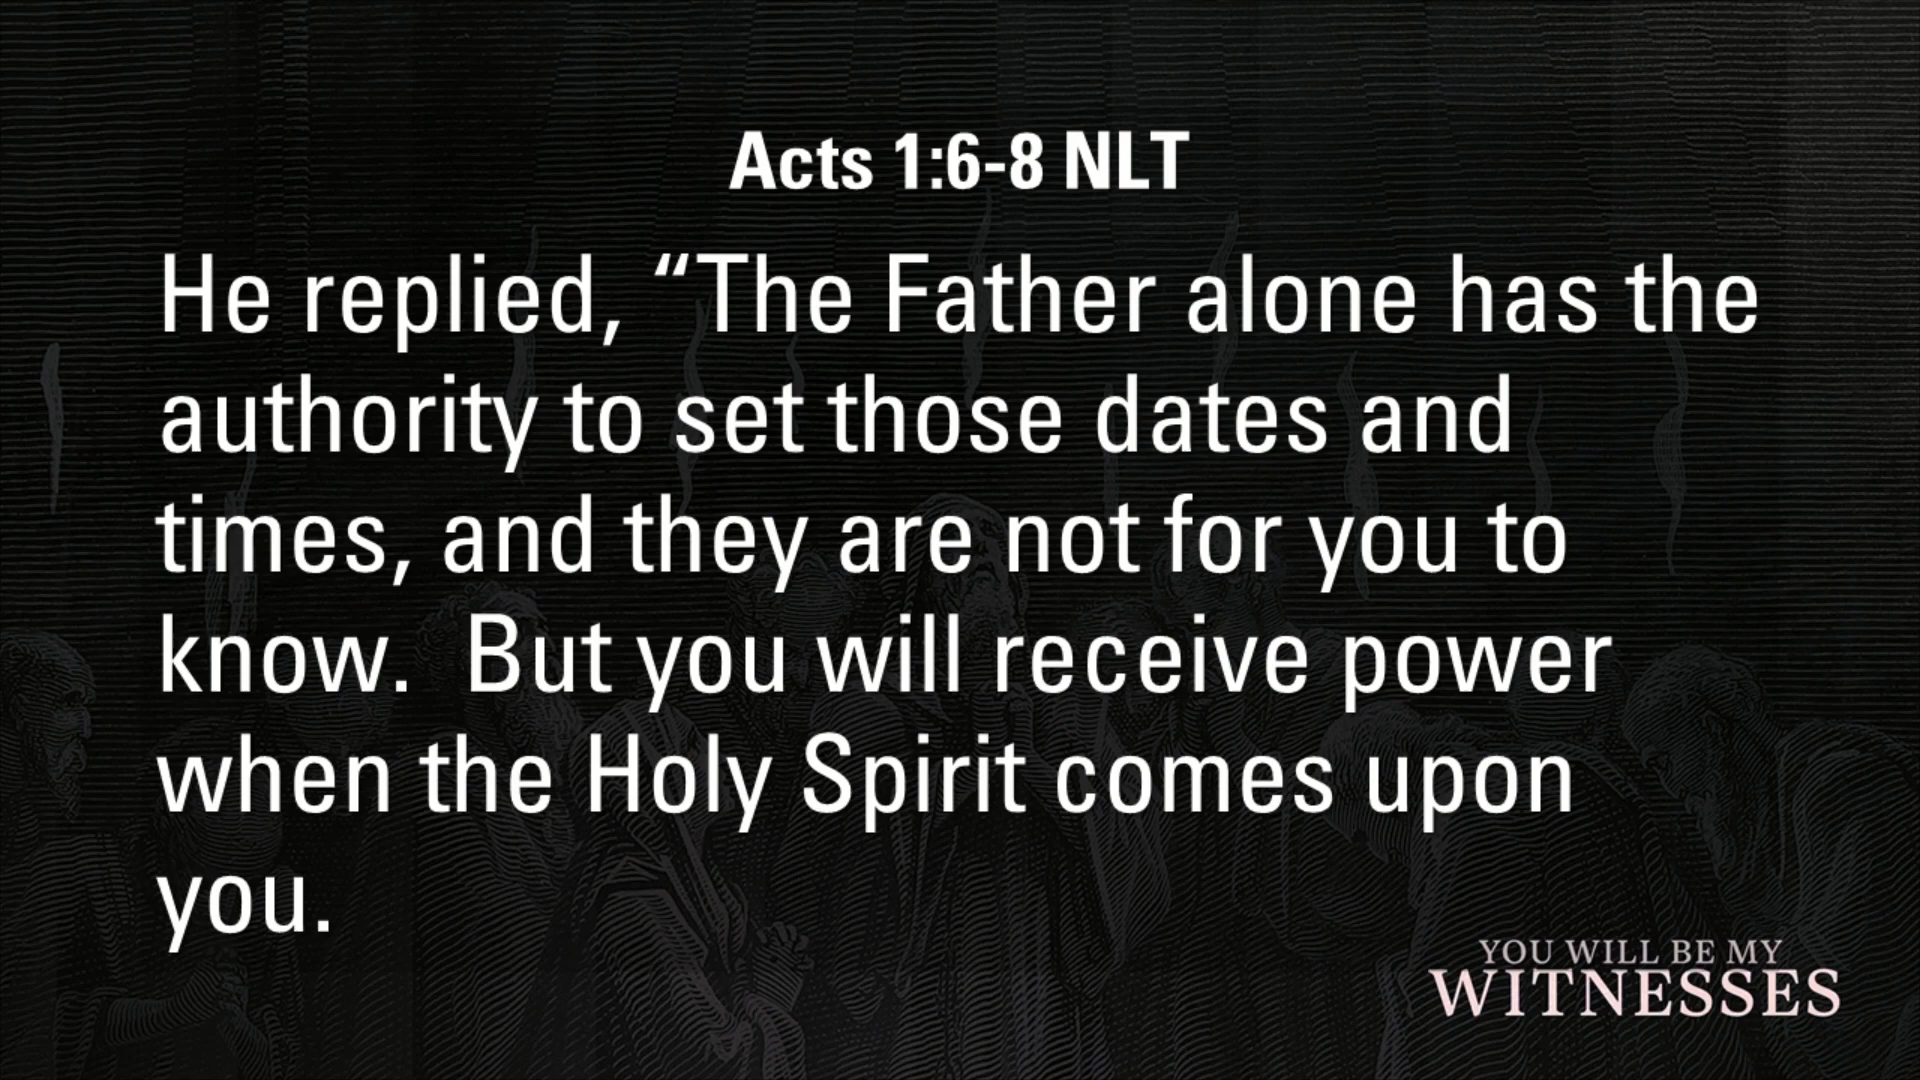 Acts 1:6-8 NLT
He replied, “The Father alone has the
authority to set those dates and
times, and they are not for you to
know.  But you will receive power
when the Holy Spirit comes upon
you.
YOU WILL BE MY
WITNESSES